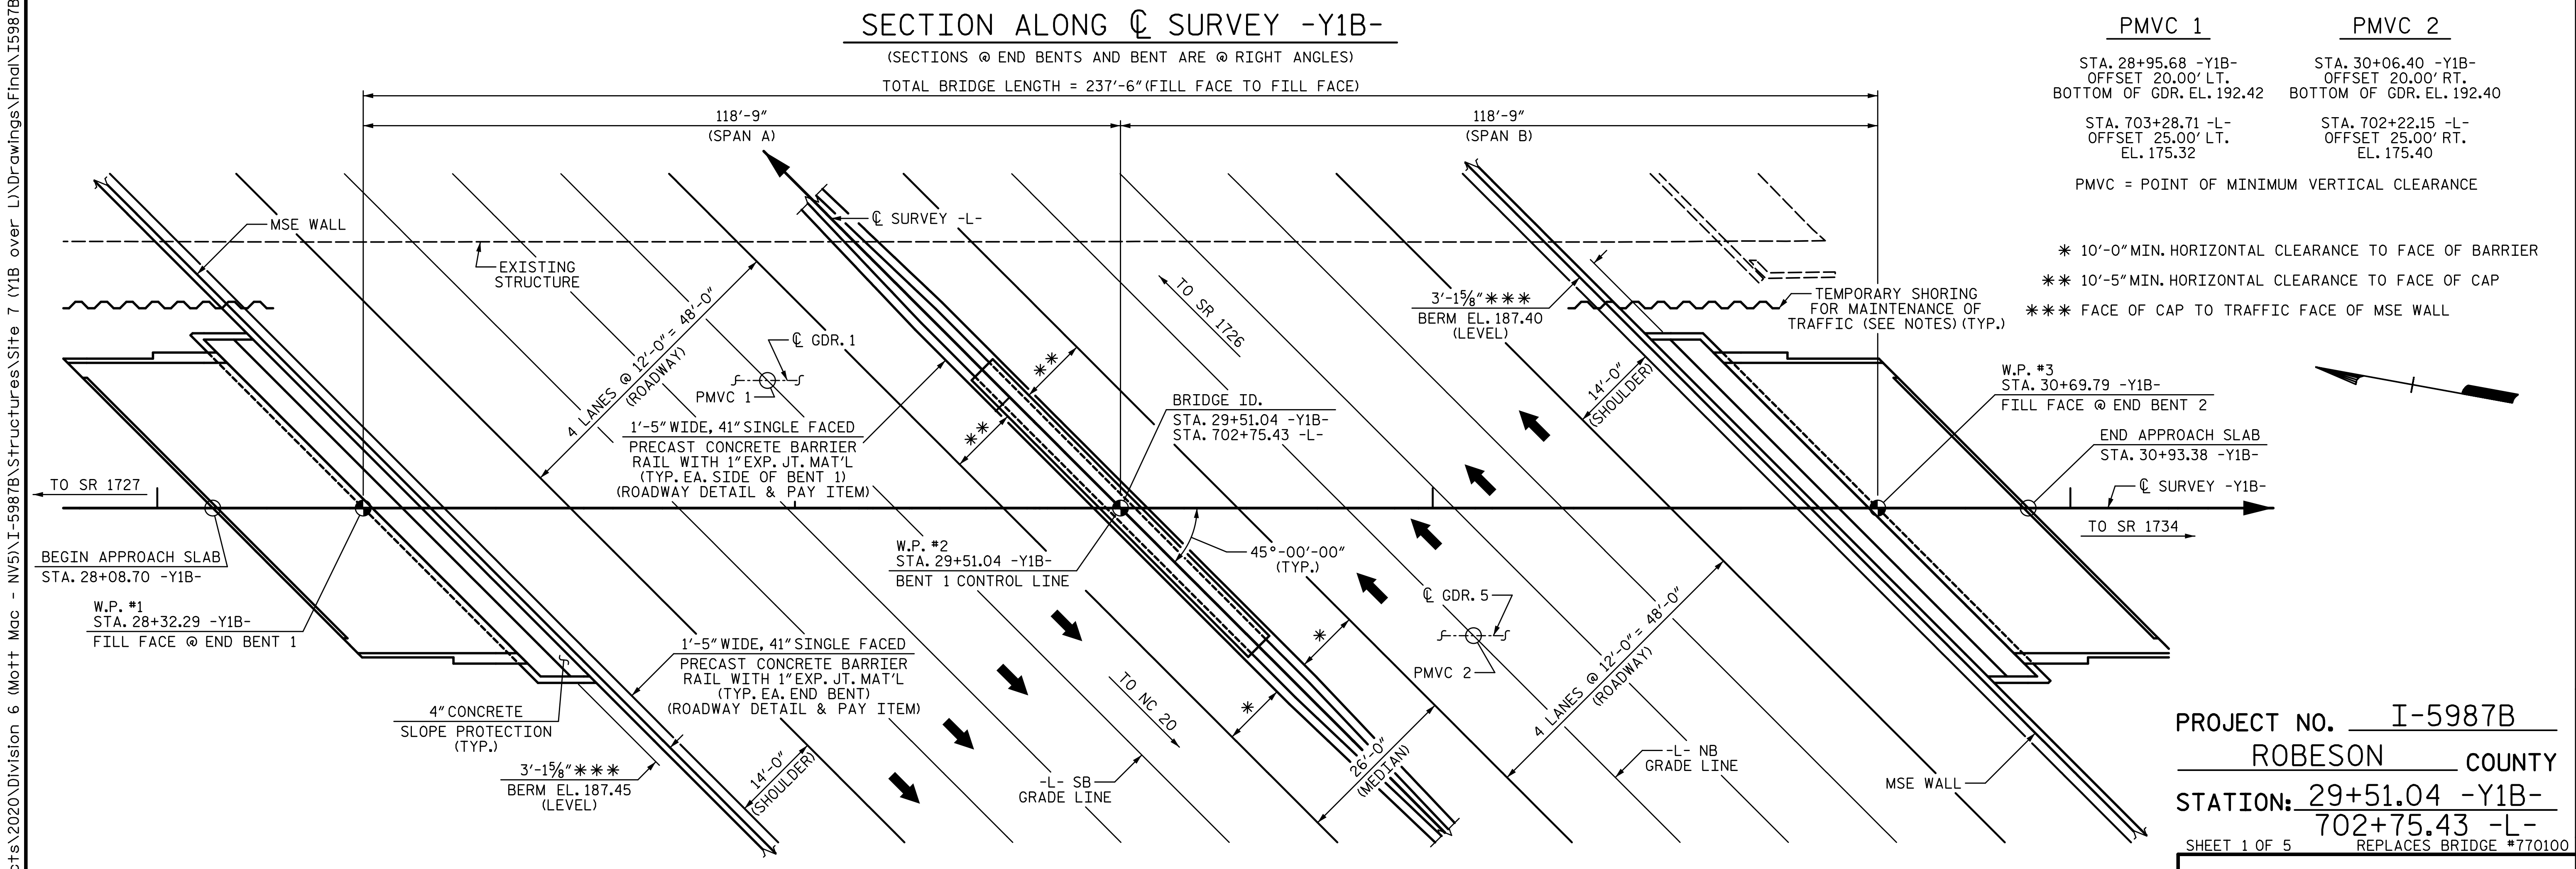 SECTION ALONG ℄ SURVEY -Y1B-
(SECTIONS @ END BENTS AND BENT ARE @ RIGHT ANGLES)
TOTAL BRIDGE LENGTH = 237'-6" (FILL FACE TO FILL FACE)
118'-9"
(SPAN A)
118'-9"
(SPAN B)
PMVC 1
STA. 28+95.68 -Y1B-
OFFSET 20.00' LT.
BOTTOM OF GDR. EL. 192.42
STA. 703+28.71 -L-
OFFSET 25.00' LT.
EL. 175.32
PMVC 2
STA. 30+06.40 -Y1B-
OFFSET 20.00' RT.
BOTTOM OF GDR. EL. 192.40
STA. 702+22.15 -L-
OFFSET 25.00' RT.
EL. 175.40
PMVC = POINT OF MINIMUM VERTICAL CLEARANCE
* 10'-0" MIN. HORIZONTAL CLEARANCE TO FACE OF BARRIER
** 10'-5" MIN. HORIZONTAL CLEARANCE TO FACE OF CAP
*** FACE OF CAP TO TRAFFIC FACE OF MSE WALL
MSE WALL
EXISTING
STRUCTURE
℄ SURVEY -L-
4 LANES @ 12'-0" = 48'-0"
(ROADWAY)
℄ GDR. 1
PMVC 1
TO SR 1726
3'-1⅝" ***
BERM EL. 187.40
(LEVEL)
TEMPORARY SHORING
FOR MAINTENANCE OF
TRAFFIC (SEE NOTES) (TYP.)
14'-0"
(SHOULDER)
**
**
1'-5" WIDE, 41" SINGLE FACED
PRECAST CONCRETE BARRIER
RAIL WITH 1" EXP. JT. MAT'L
(TYP. EA. SIDE OF BENT 1)
(ROADWAY DETAIL & PAY ITEM)
BRIDGE ID.
STA. 29+51.04 -Y1B-
STA. 702+75.43 -L-
W.P. #3
STA. 30+69.79 -Y1B-
FILL FACE @ END BENT 2
END APPROACH SLAB
STA. 30+93.38 -Y1B-
℄ SURVEY -Y1B-
TO SR 1734
TO SR 1727
BEGIN APPROACH SLAB
STA. 28+08.70 -Y1B-
W.P. #1
STA. 28+32.29 -Y1B-
FILL FACE @ END BENT 1
W.P. #2
STA. 29+51.04 -Y1B-
BENT 1 CONTROL LINE
45°-00'-00"
(TYP.)
℄ GDR. 5
PMVC 2
4 LANES @ 12'-0" = 48'-0"
(ROADWAY)
1'-5" WIDE, 41" SINGLE FACED
PRECAST CONCRETE BARRIER
RAIL WITH 1" EXP. JT. MAT'L
(TYP. EA. END BENT)
(ROADWAY DETAIL & PAY ITEM)
*
*
TO NC 20
4" CONCRETE
SLOPE PROTECTION
(TYP.)
3'-1⅝" ***
BERM EL. 187.45
(LEVEL)
14'-0"
(SHOULDER)
-L- SB
GRADE LINE
26'-0"
(MEDIAN)
-L- NB
GRADE LINE
MSE WALL
PROJECT NO. I-5987B
ROBESON COUNTY
STATION: 29+51.04 -Y1B-
702+75.43 -L-
SHEET 1 OF 5 REPLACES BRIDGE #770100
cts\2020\Division 6 (Mott Mac - NV5)\I-5987B\Structures\Site 7 (Y1B over L)\Drawings\Final\I5987B